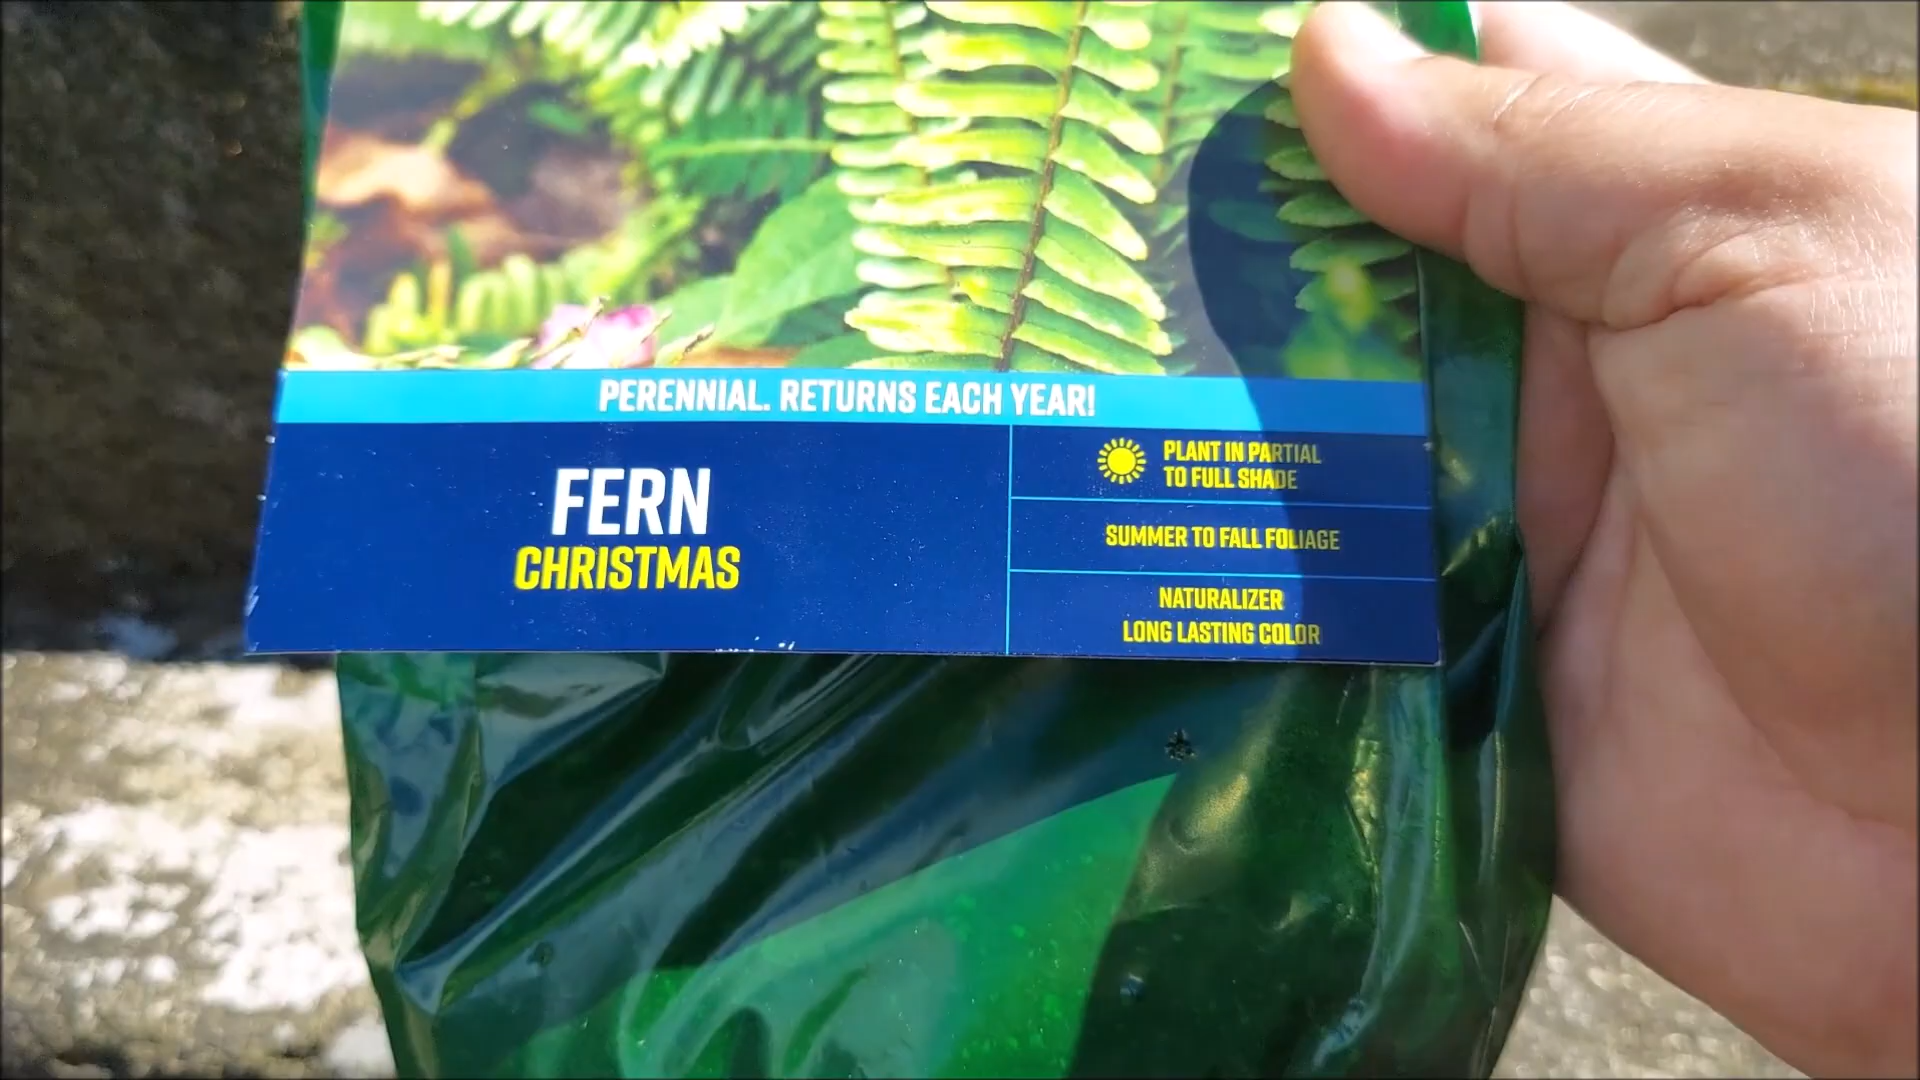 PERENNIAL. RETURNS EACH YEAR!
FERN
CHRISTMAS
PLANT IN PARTIAL
TO FULL SHADE
SUMMER TO FALL FOLIAGE
NATURALIZER
LONG LASTING COLOR